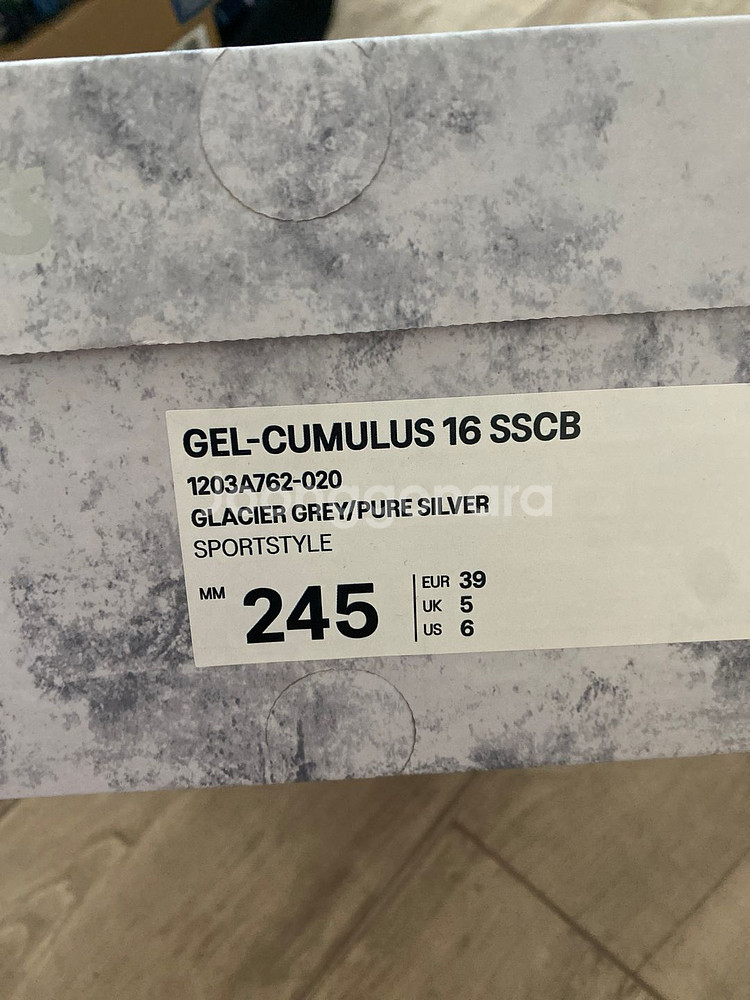 GEL-CUMULUS 16 SSCB
1203A762-020
GLACIER GREY/PURE SILVER
SPORTSTYLE
MM 245
EUR 39
UK 5
US 6